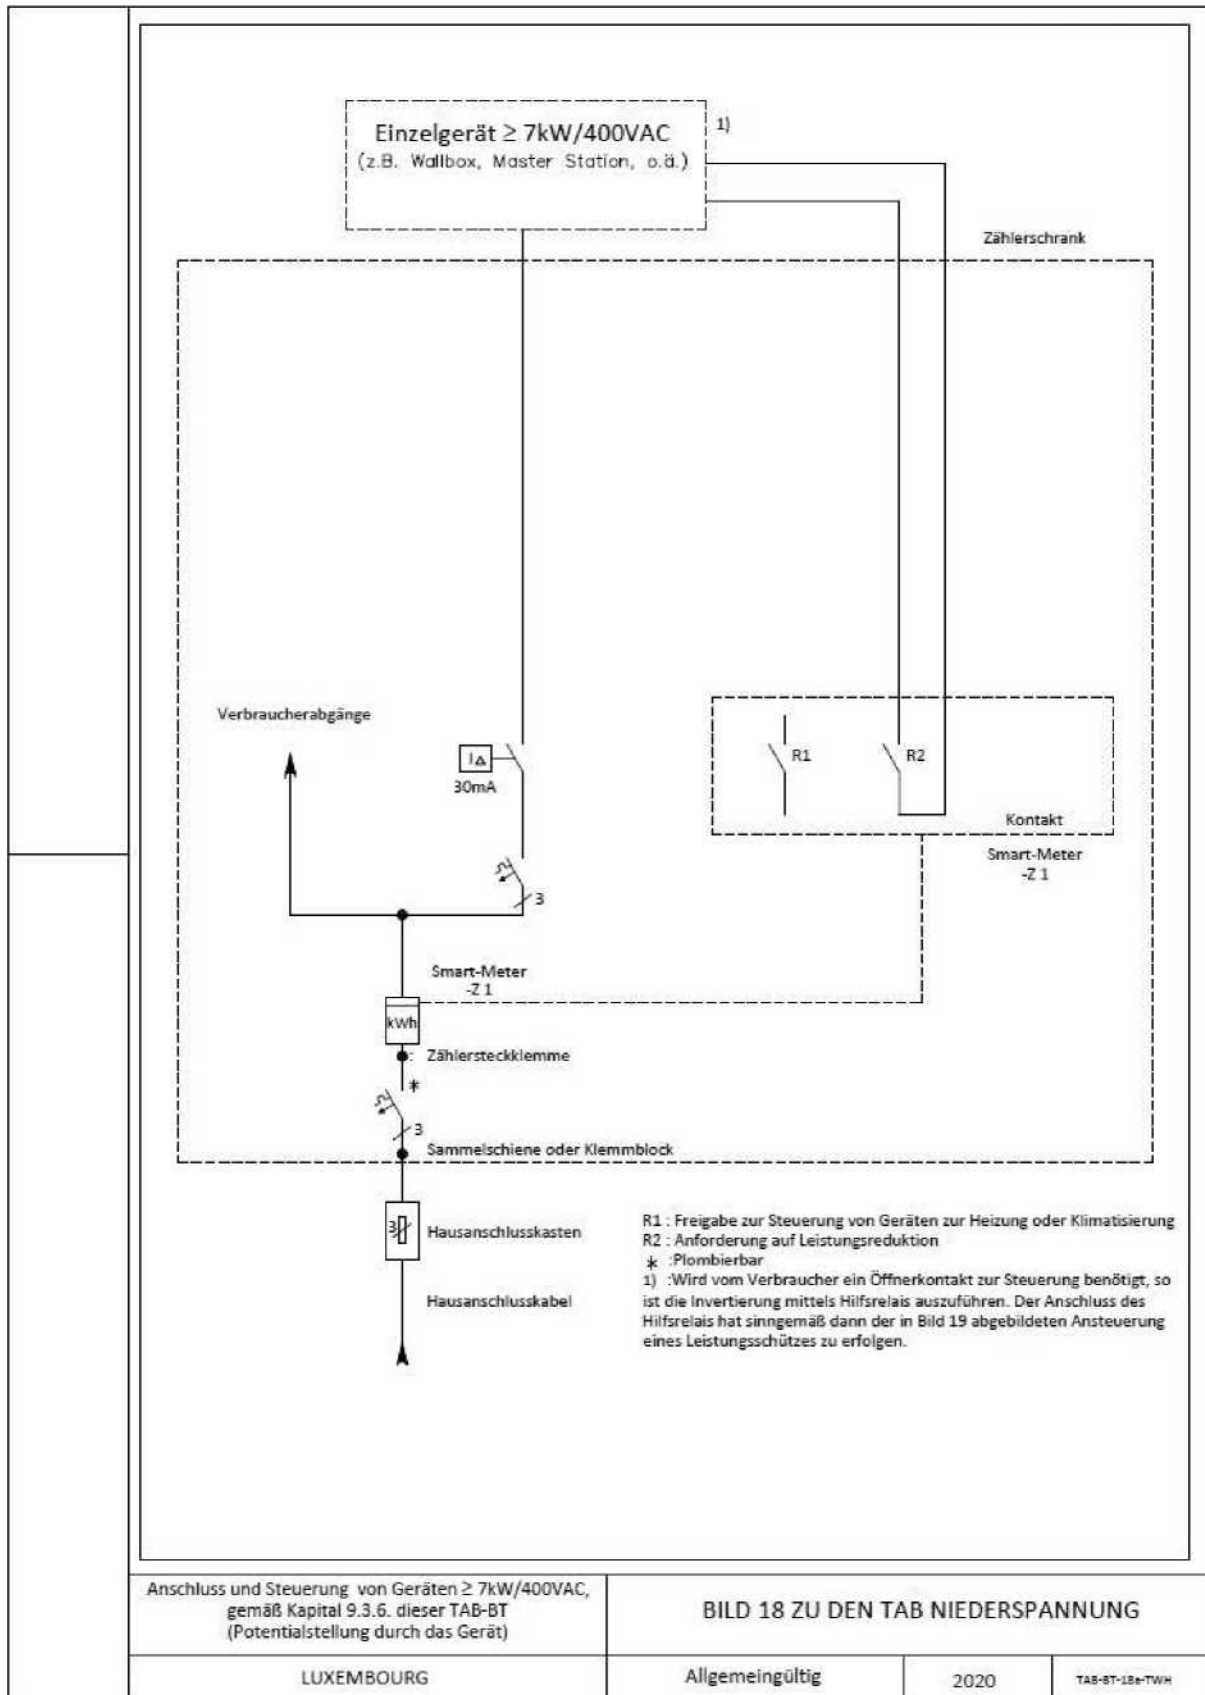 Einzelgerät ≥ 7kW/400VAC
(z.B. Wallbox, Master Station, o.ä.)
1)
Zählerschrank
Verbraucherabgänge
I∆
30mA
R1
R2
Kontakt
Smart-Meter
-Z 1
3
Smart-Meter
-Z 1
kWh
Zählersteckklemme
*
3
Sammelschiene oder Klemmblock
3
Hausanschlusskasten
Hausanschlusskabel
R1 : Freigabe zur Steuerung von Geräten zur Heizung oder Klimatisierung
R2 : Anforderung auf Leistungsreduktion
* :Plombierbar
1) :Wird vom Verbraucher ein Öffnerkontakt zur Steuerung benötigt, so
ist die Invertierung mittels Hilfsrelais auszuführen. Der Anschluss des
Hilfsrelais hat sinngemäß dann der in Bild 19 abgebildeten Ansteuerung
eines Leistungsschützes zu erfolgen.
Anschluss und Steuerung von Geräten ≥ 7kW/400VAC,
gemäß Kapital 9.3.6. dieser TAB-BT
(Potentialstellung durch das Gerät)
BILD 18 ZU DEN TAB NIEDERSPANNUNG
LUXEMBOURG
Allgemeingültig
2020
TAB-BT-18e-TWH